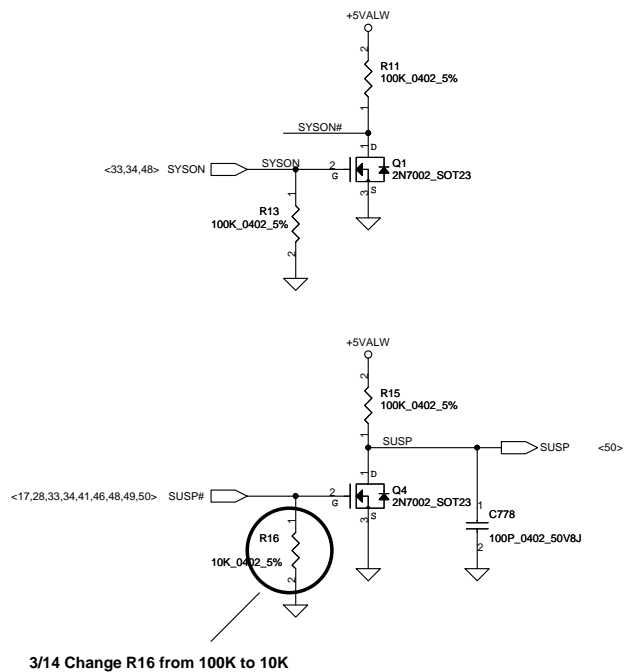 +5VALW
2
R11
100K_0402_5%
1
SYSON#
1 D
<33,34,48> SYSON SYSON 2 G
Q1
2N7002_SOT23
3 S
1
R13
100K_0402_5%
2
+5VALW
2
R15
100K_0402_5%
1
SUSP SUSP <50>
1 D
<17,28,33,34,41,46,48,49,50> SUSP# 2 G
Q4
2N7002_SOT23
3 S
1
R16
10K_0402_5%
2
1
C778
100P_0402_50V8J
2
3/14 Change R16 from 100K to 10K